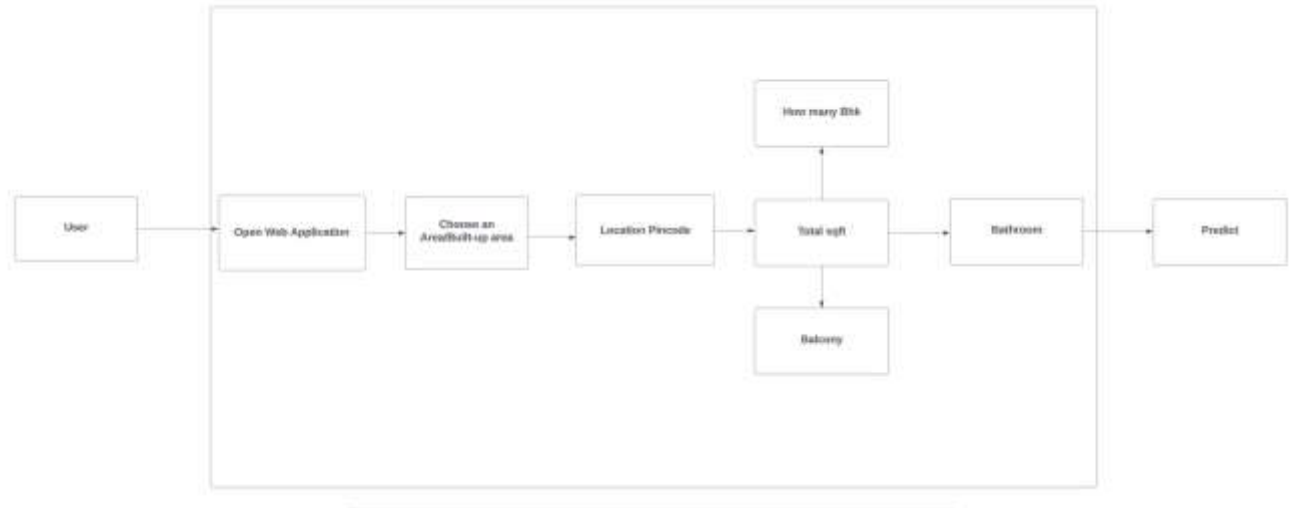 How many Bhk
User
Open Web Application
Choose an
Area/Built-up area
Location Pincode
Total sqft
Bathroom
Predict
Balcony